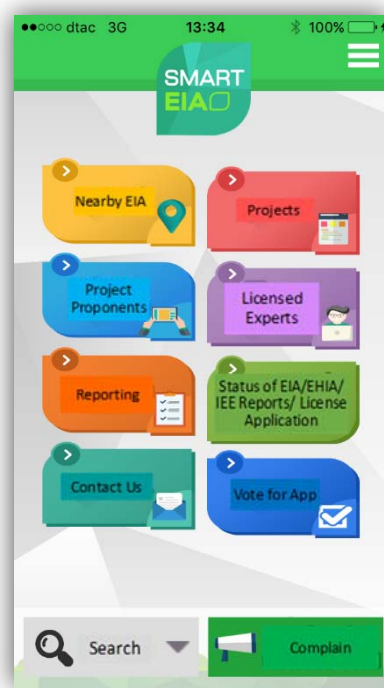 dtac 3G 13:34 100%
SMART
EIA
Nearby EIA
Projects
Project
Proponents
Licensed
Experts
Reporting
Status of EIA/EHIA/
IEE Reports/ License
Application
Contact Us
Vote for App
Search
Complain